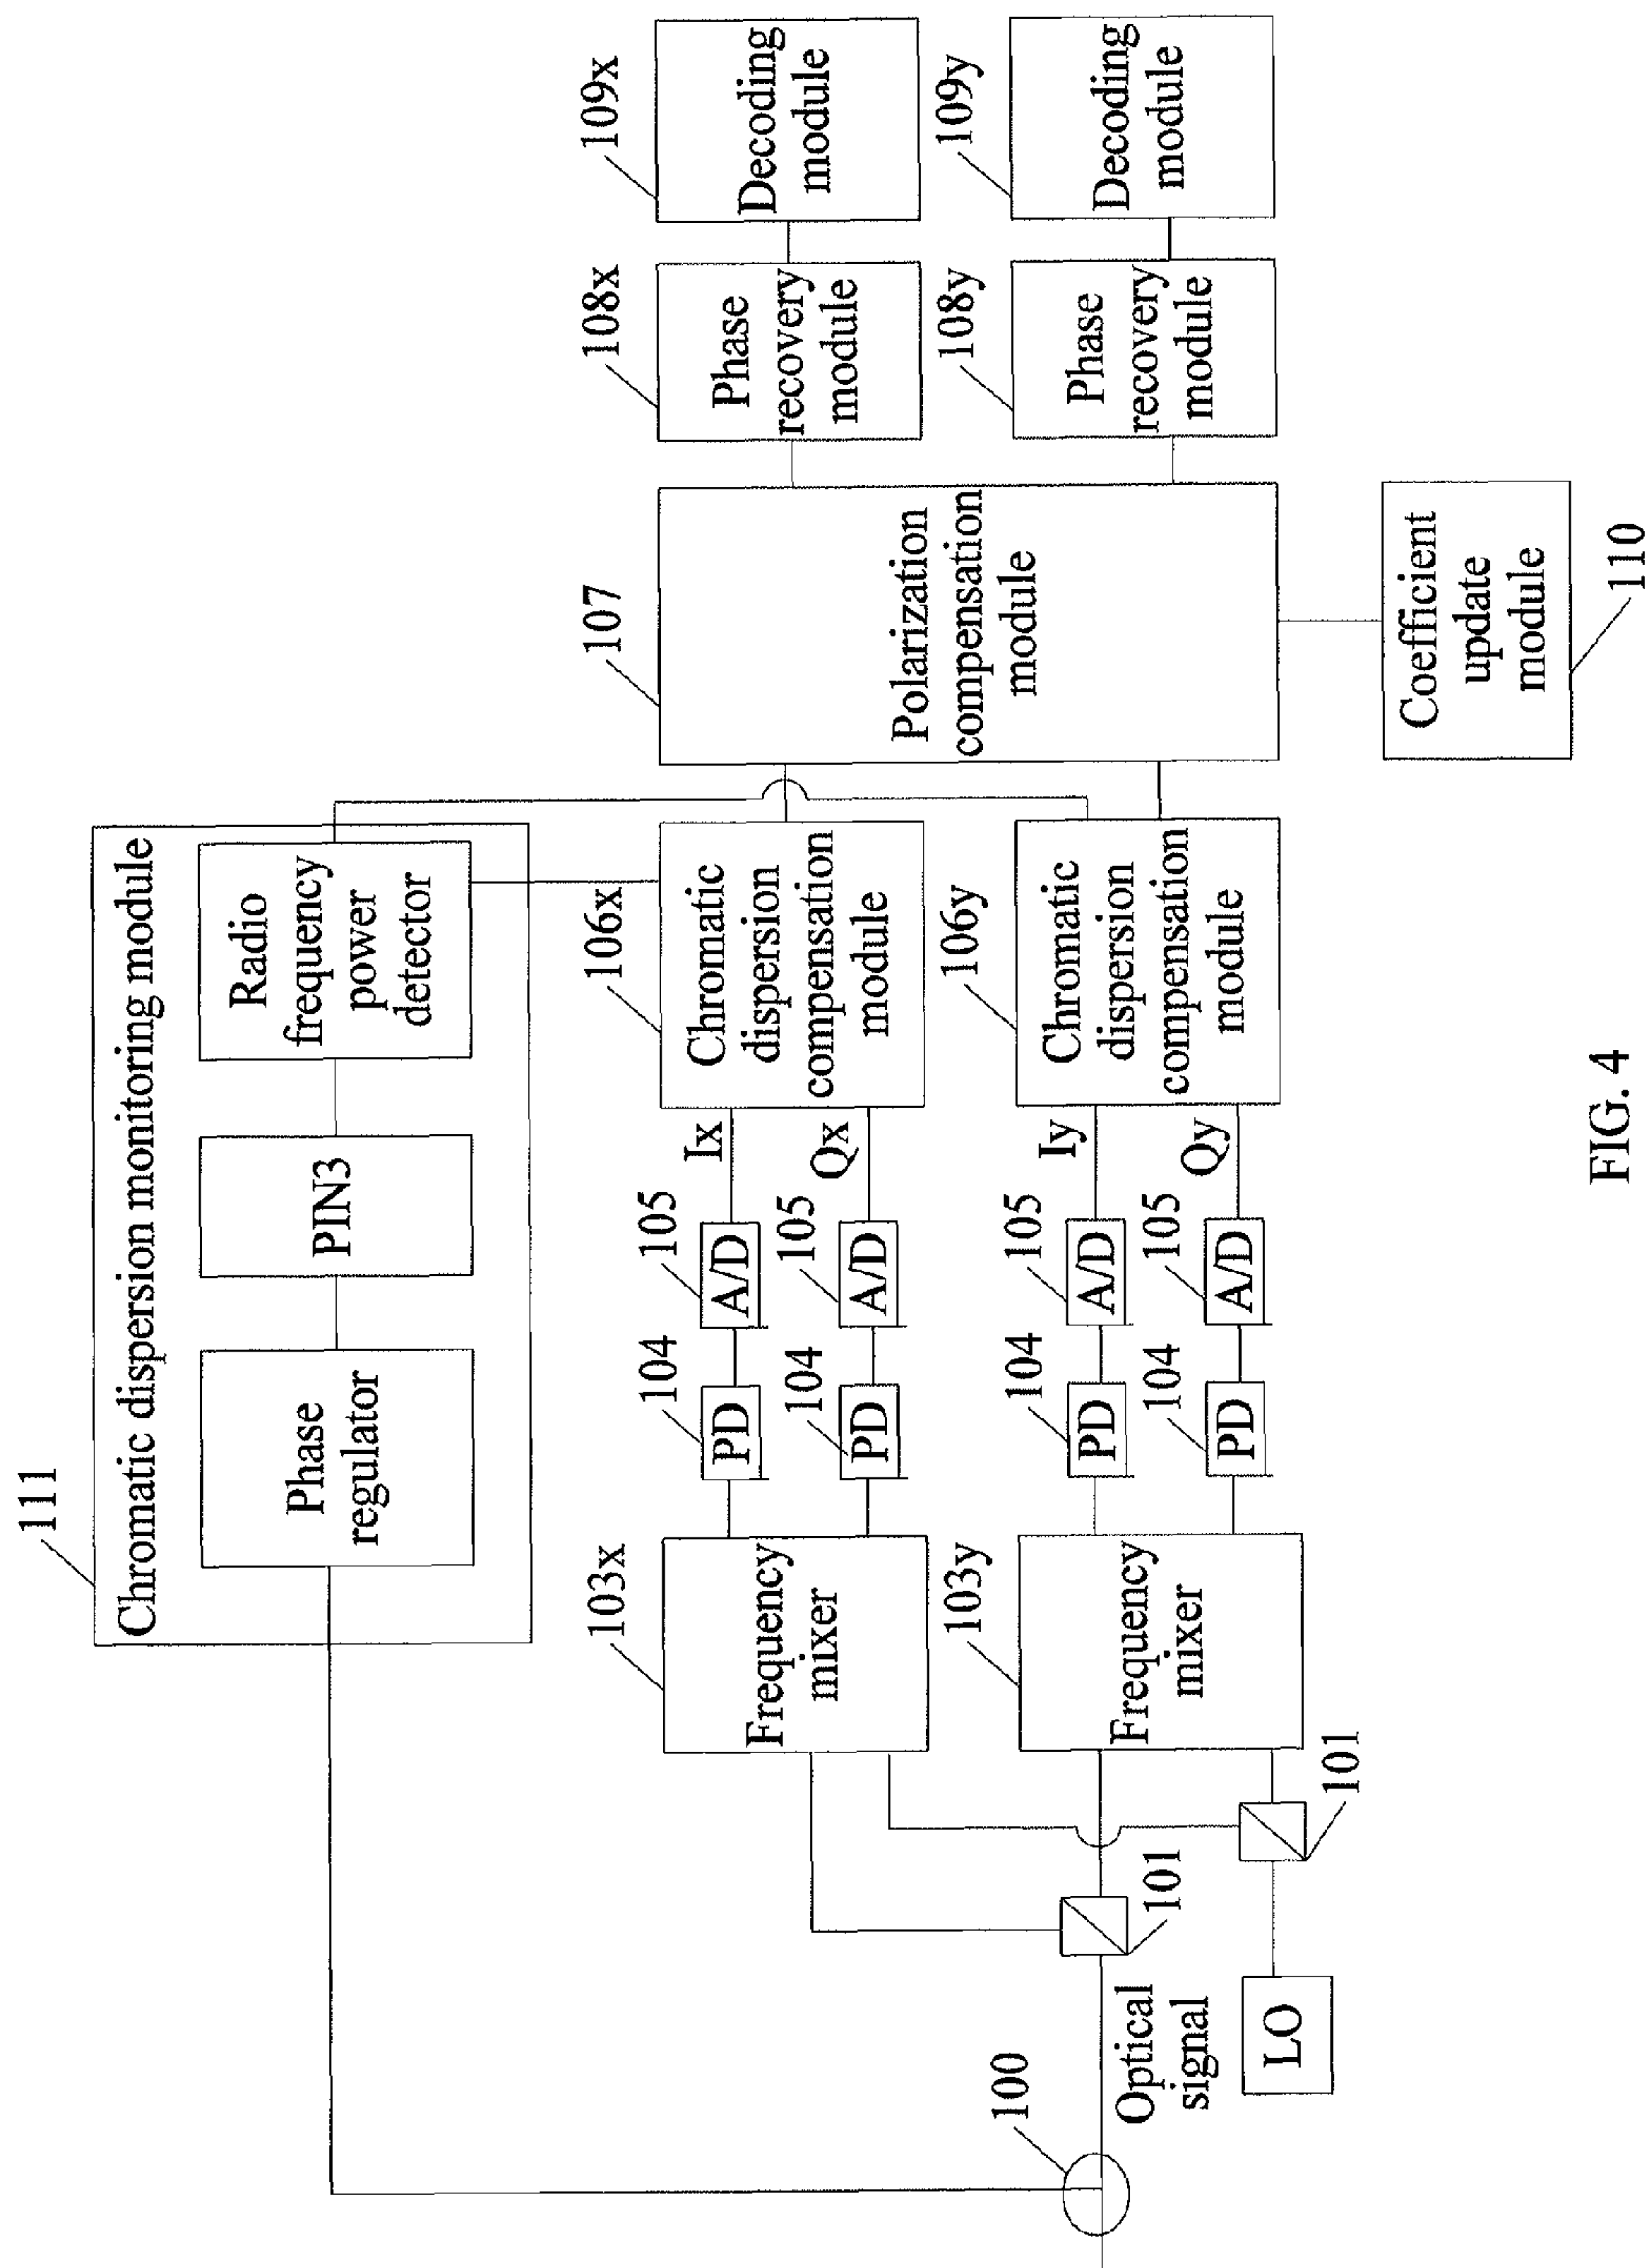 111
Chromatic dispersion monitoring module
Phase
regulator
PIN3
Radio
frequency
power
detector
103x
Frequency
mixer
104
PD
105
A/D
Ix
104
PD
105
A/D
Qx
106x
Chromatic
dispersion
compensation
module
107
Polarization
compensation
module
108x
Phase
recovery
module
109x
Decoding
module
100
Optical
signal
101
LO
101
103y
Frequency
mixer
104
PD
105
A/D
Iy
104
PD
105
A/D
Qy
106y
Chromatic
dispersion
compensation
module
108y
Phase
recovery
module
109y
Decoding
module
Coefficient
update
module
110
FIG. 4